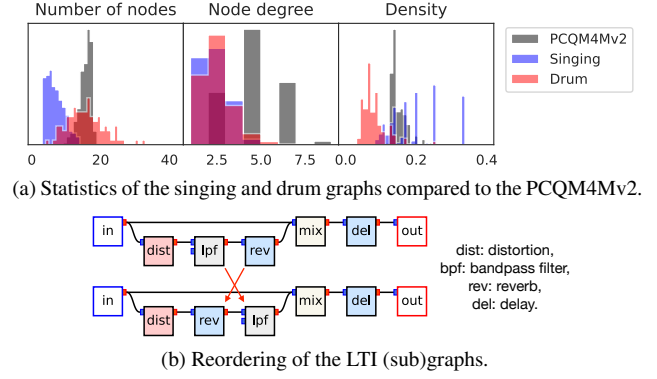 Number of nodes
Node degree
Density
PCQM4Mv2
Singing
Drum
0 20 40
2.5 5.0 7.5
0.0 0.2 0.4
(a) Statistics of the singing and drum graphs compared to the PCQM4Mv2.
in mix del out
dist lpf rev
in mix del out
dist rev lpf
dist: distortion,
bpf: bandpass filter,
rev: reverb,
del: delay.
(b) Reordering of the LTI (sub)graphs.